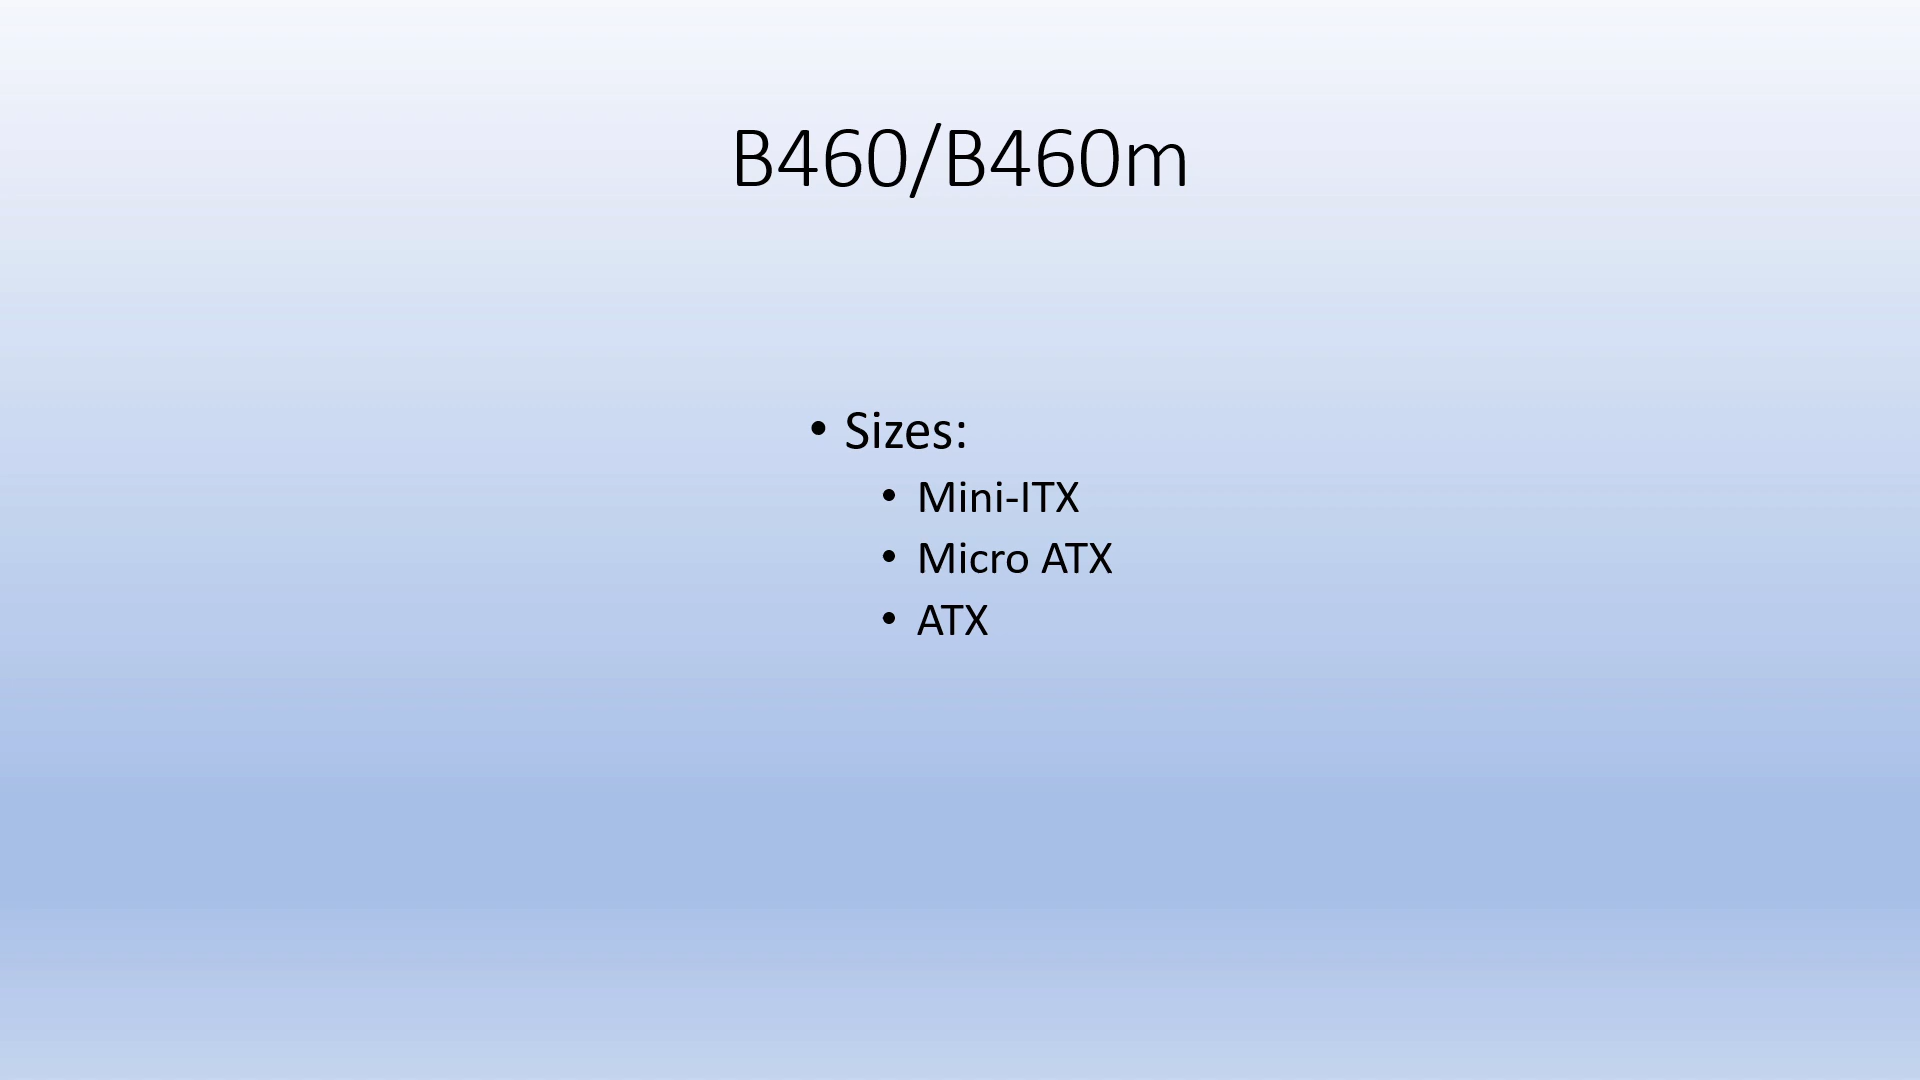 B460/B460m
• Sizes:
• Mini-ITX
• Micro ATX
• ATX